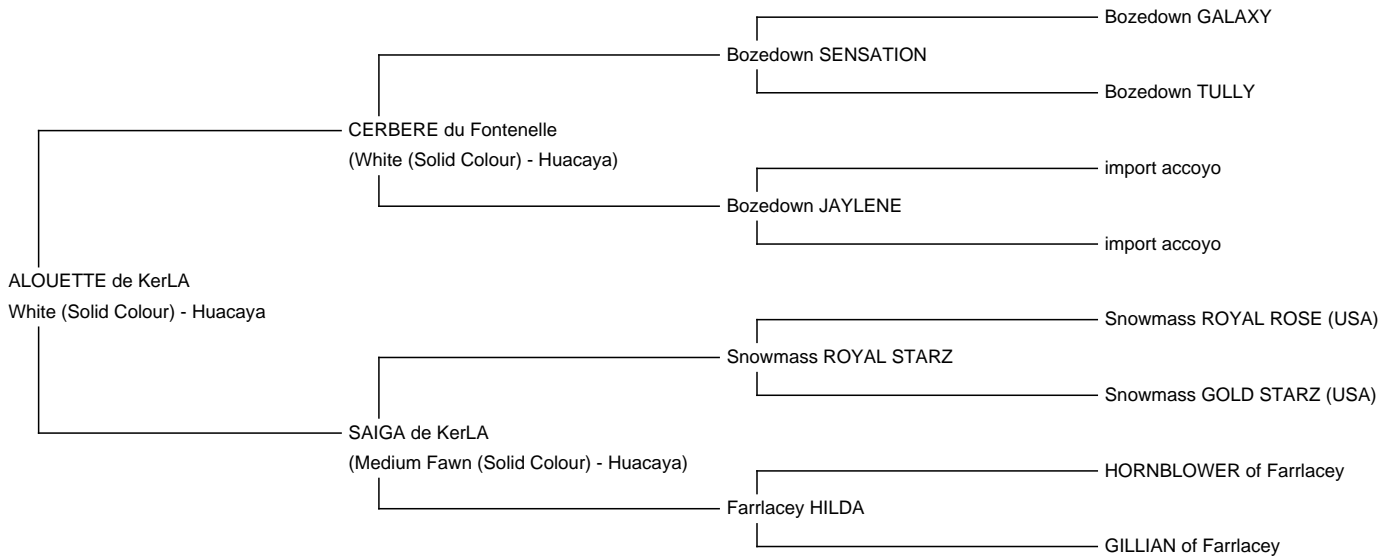 Bozedown GALAXY
Bozedown SENSATION
Bozedown TULLY
CERBERE du Fontenelle
(White (Solid Colour) - Huacaya)
import accoyo
Bozedown JAYLENE
import accoyo
ALOUETTE de KerLA
White (Solid Colour) - Huacaya
Snowmass ROYAL ROSE (USA)
Snowmass ROYAL STARZ
Snowmass GOLD STARZ (USA)
SAIGA de KerLA
(Medium Fawn (Solid Colour) - Huacaya)
HORNBLOWER of Farrlacey
Farrlacey HILDA
GILLIAN of Farrlacey